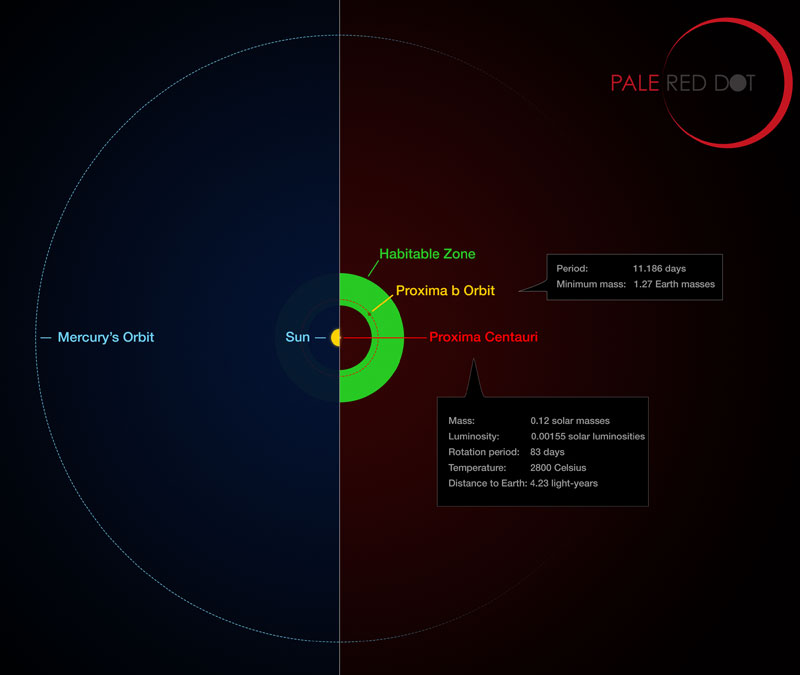 PALE RED DOT
Habitable Zone
Proxima b Orbit
Period: 11.186 days
Minimum mass: 1.27 Earth masses
Mercury's Orbit
Sun
Proxima Centauri
Mass: 0.12 solar masses
Luminosity: 0.00155 solar luminosities
Rotation period: 83 days
Temperature: 2800 Celsius
Distance to Earth: 4.23 light-years